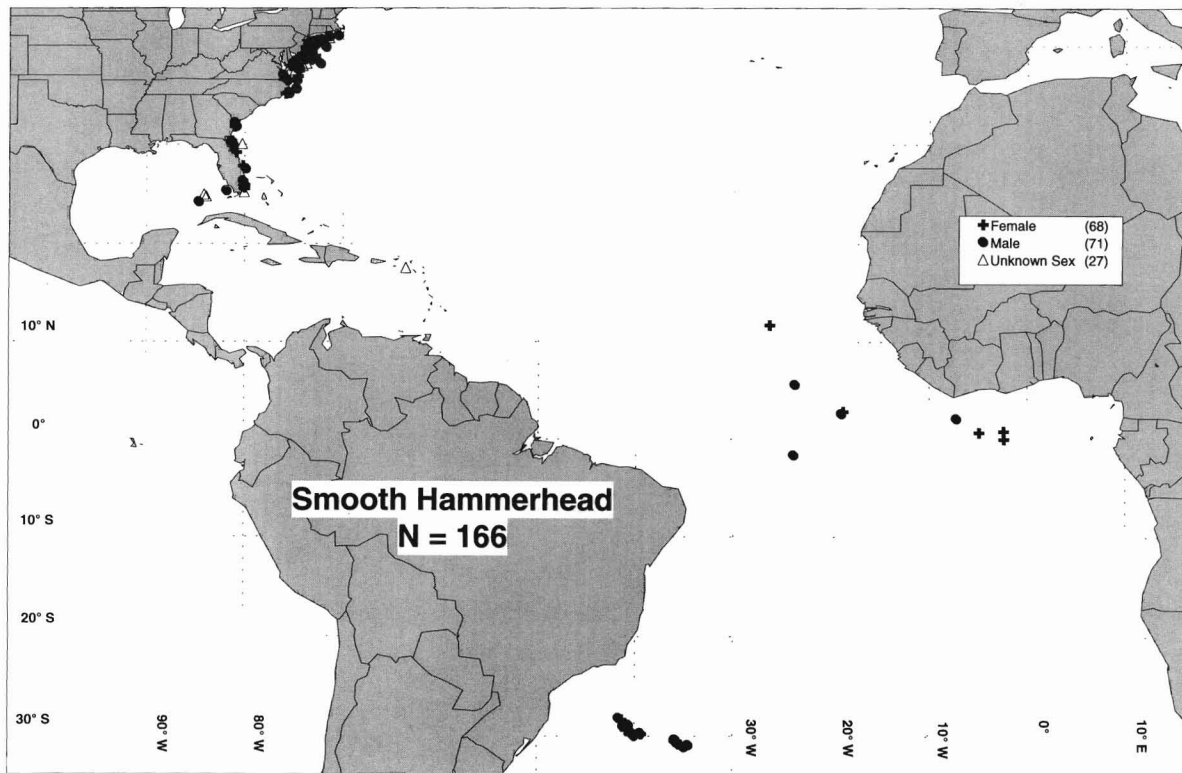 Female (68)
Male (71)
Unknown Sex (27)
10° N
0°
Smooth Hammerhead
N = 166
10° S
20° S
30° S
90° W
80° W
30° W
20° W
10° W
0°
10° E